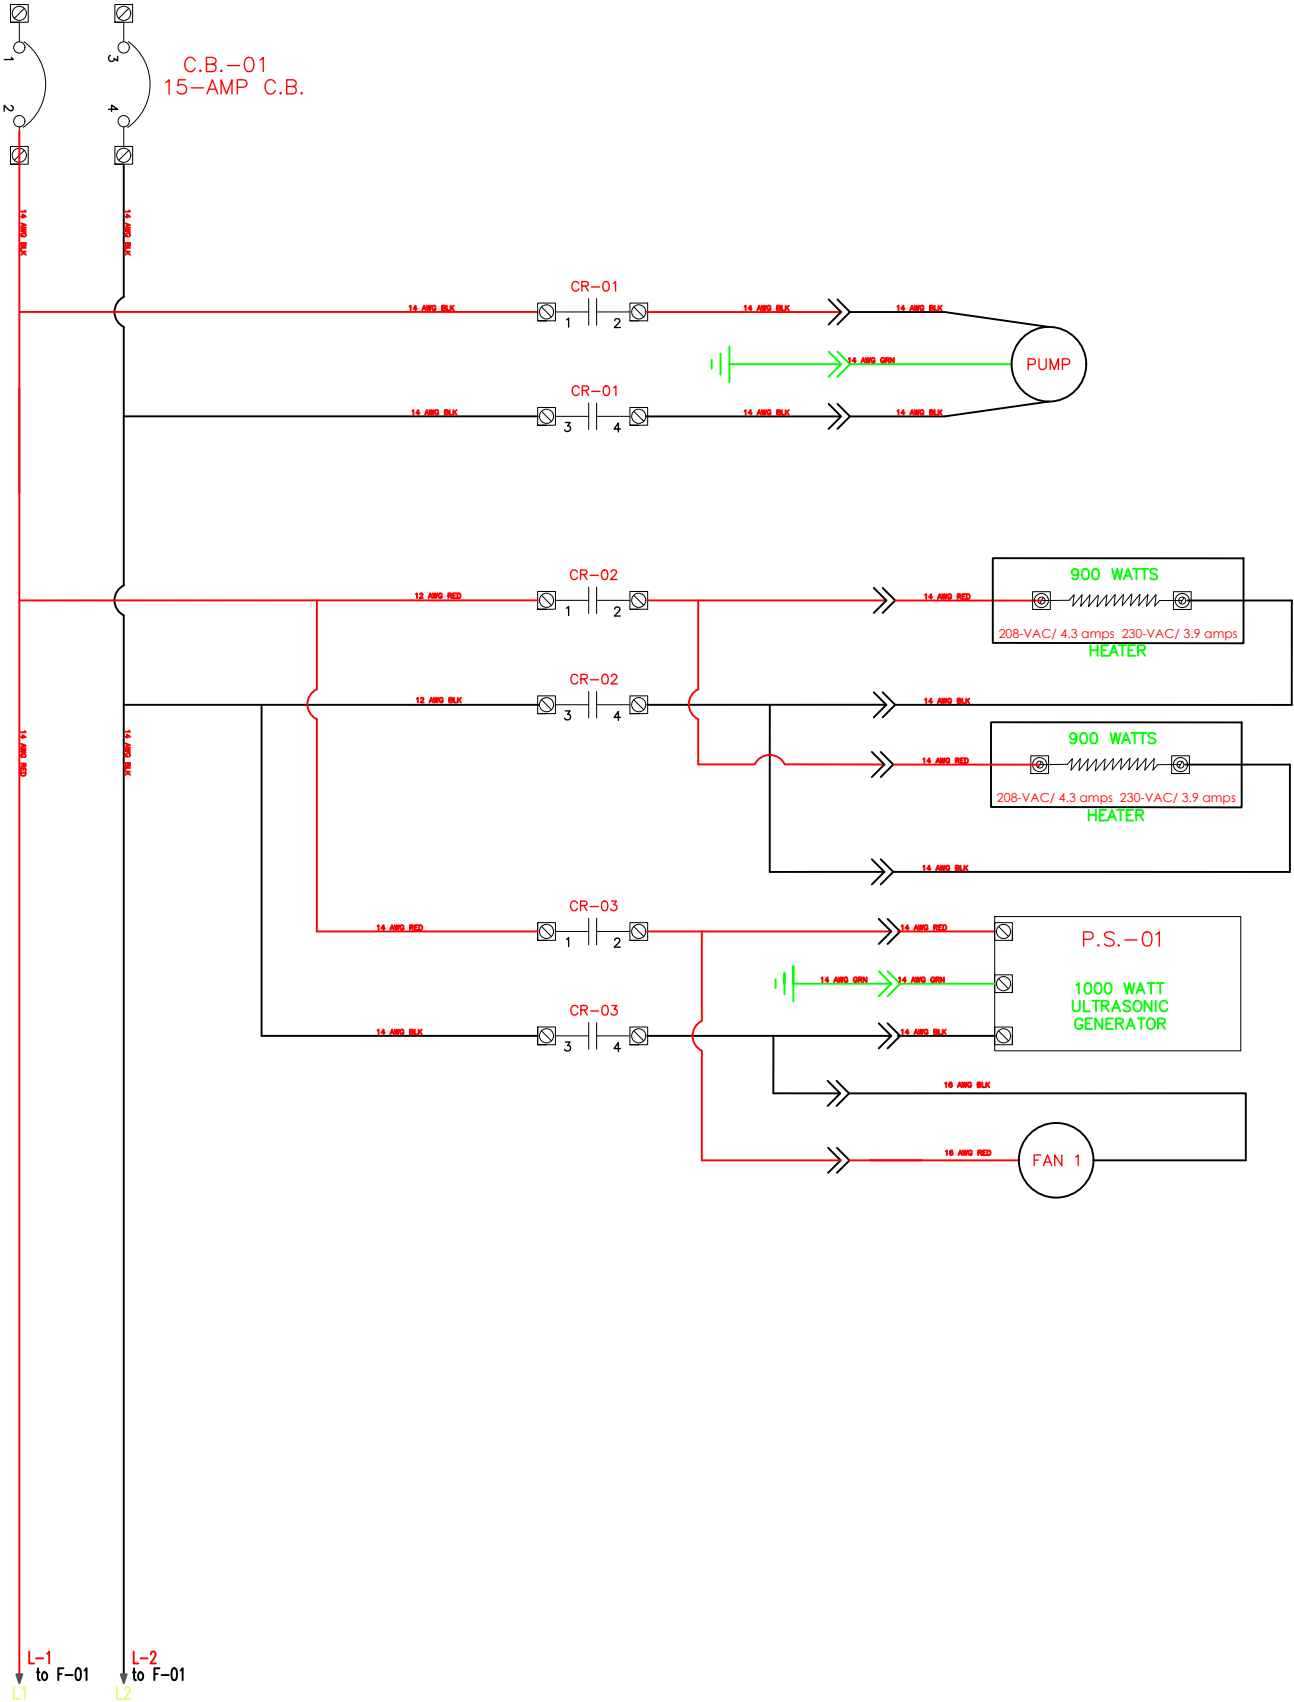 C.B.-01
15-AMP C.B.
1
2
3
4
14 AWG BLK
14 AWG BLK
CR-01
14 AWG BLK
1
2
14 AWG BLK
14 AWG BLK
14 AWG GRN
PUMP
CR-01
14 AWG BLK
3
4
14 AWG BLK
14 AWG BLK
900 WATTS
CR-02
12 AWG RED
1
2
14 AWG RED
208-VAC/ 4.3 amps 230-VAC/ 3.9 amps
HEATER
CR-02
12 AWG BLK
3
4
14 AWG BLK
14 AWG RED
14 AWG BLK
900 WATTS
14 AWG RED
208-VAC/ 4.3 amps 230-VAC/ 3.9 amps
HEATER
14 AWG BLK
CR-03
14 AWG RED
1
2
14 AWG RED
P.S.-01
14 AWG GRN
14 AWG GRN
1000 WATT
ULTRASONIC
GENERATOR
CR-03
14 AWG BLK
3
4
14 AWG BLK
16 AWG BLK
16 AWG RED
FAN 1
L-1
to F-01
L1
L-2
to F-01
L2